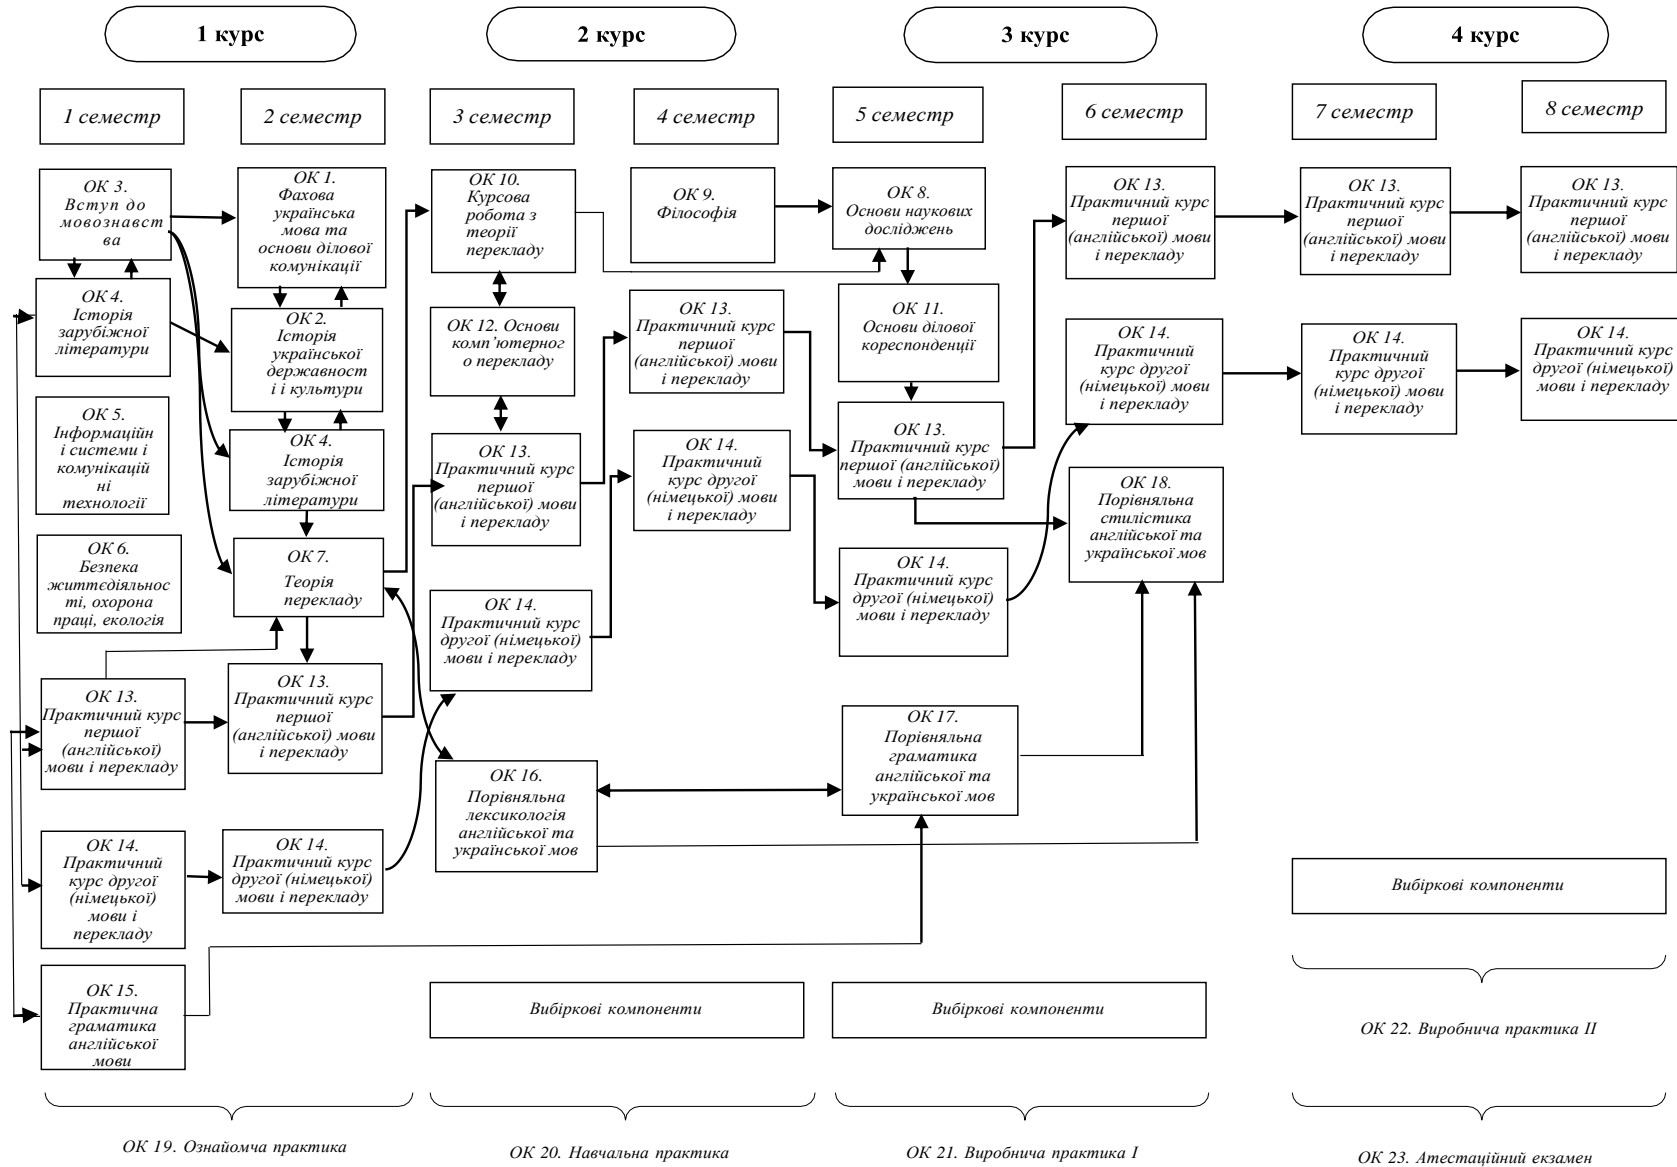 1 курс
2 курс
3 курс
4 курс
1 семестр
2 семестр
3 семестр
4 семестр
5 семестр
6 семестр
7 семестр
8 семестр
ОК 3.
Вступ до
мовознавст
ва
ОК 4.
Історія
зарубіжної
літератури
ОК 5.
Інформаційн
і системи і
комунікацій
ні
технології
ОК 6.
Безпека
життєдіяльнос
ті, охорона
праці, екологія
ОК 13.
Практичний курс
першої
(англійської)
мови і перекладу
ОК 14.
Практичний
курс другої
(німецької)
мови і
перекладу
ОК 15.
Практична
граматика
англійської
мови
ОК 1.
Фахова
українська
мова та
основи ділової
комунікації
ОК 2.
Історія
української
державност
і і культури
ОК 4.
Історія
зарубіжної
літератури
ОК 7.
Теорія
перекладу
ОК 13.
Практичний курс
першої
(англійської) мови
і перекладу
ОК 14.
Практичний курс
другої (німецької)
мови і перекладу
ОК 10.
Курсова
робота з
теорії
перекладу
ОК 12. Основи
комп’ютерног
о перекладу
ОК 13.
Практичний курс
першої
(англійської) мови
і перекладу
ОК 14.
Практичний курс
другої (німецької)
мови і перекладу
ОК 16.
Порівняльна
лексикологія
англійської та
української мов
ОК 9.
Філософія
ОК 13.
Практичний курс
першої
(англійської) мови
і перекладу
ОК 14.
Практичний
курс другої
(німецької) мови
і перекладу
ОК 8.
Основи наукових
досліджень
ОК 11.
Основи ділової
кореспонденції
ОК 13.
Практичний курс
першої (англійської)
мови і перекладу
ОК 14.
Практичний курс
другої (німецької)
мови і перекладу
ОК 17.
Порівняльна
граматика
англійської та
української мов
ОК 13.
Практичний курс
першої
(англійської) мови
і перекладу
ОК 14.
Практичний
курс другої
(німецької) мови
і перекладу
ОК 18.
Порівняльна
стилістика
англійської та
української мов
ОК 13.
Практичний курс
першої
(англійської) мови
і перекладу
ОК 14.
Практичний
курс другої
(німецької) мови
і перекладу
ОК 13.
Практичний курс
першої
(англійської) мови
і перекладу
ОК 14.
Практичний курс
другої (німецької)
мови і перекладу
Вибіркові компоненти
Вибіркові компоненти
Вибіркові компоненти
ОК 22. Виробнича практика ІІ
ОК 19. Ознайомча практика
ОК 20. Навчальна практика
ОК 21. Виробнича практика І
ОК 23. Атестаційний екзамен